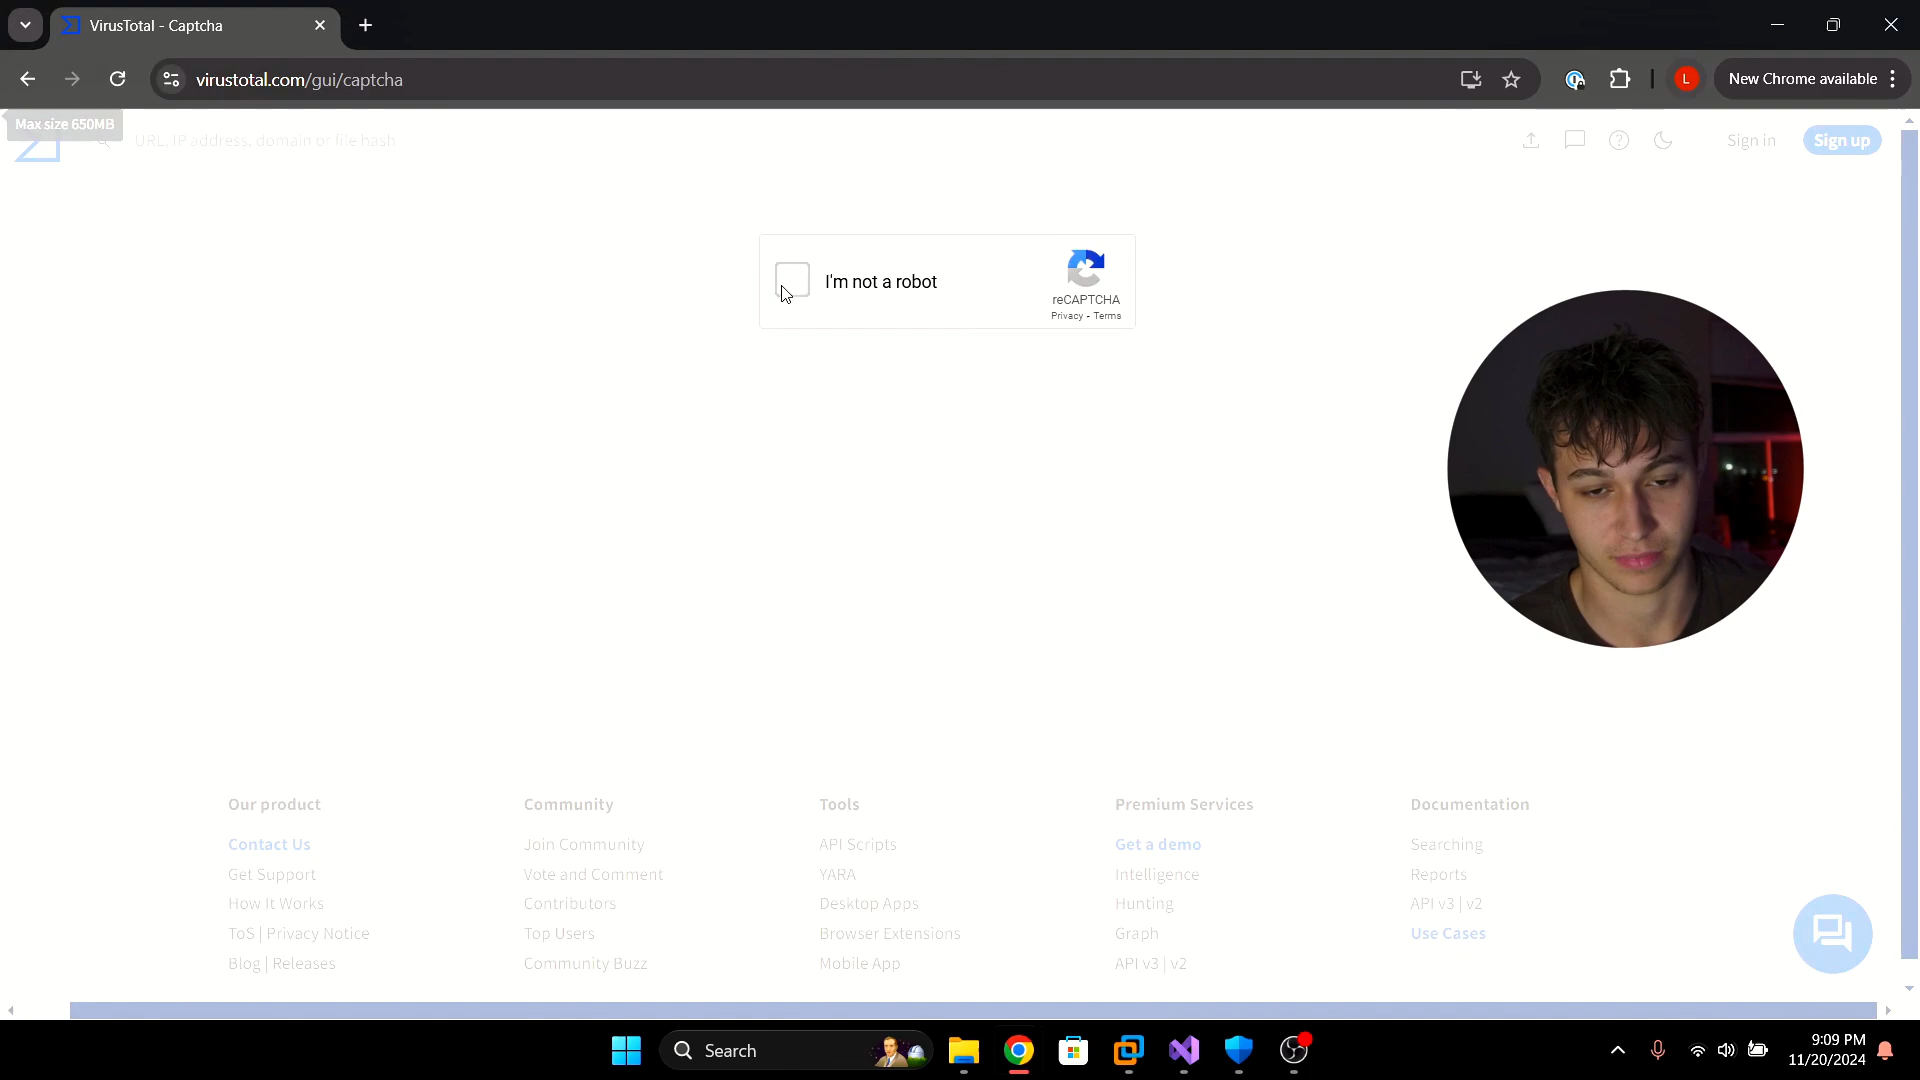 VirusTotal - Captcha
virustotal.com/gui/captcha
L
New Chrome available
Max size 650MB
URL, IP address, domain or file hash
Sign in
Sign up
I'm not a robot
reCAPTCHA
Privacy - Terms
Our product
Contact Us
Get Support
How It Works
ToS | Privacy Notice
Blog | Releases
Community
Join Community
Vote and Comment
Contributors
Top Users
Community Buzz
Tools
API Scripts
YARA
Desktop Apps
Browser Extensions
Mobile App
Premium Services
Get a demo
Intelligence
Hunting
Graph
API v3 | v2
Documentation
Searching
Reports
API v3 | v2
Use Cases
Search
9:09 PM
11/20/2024